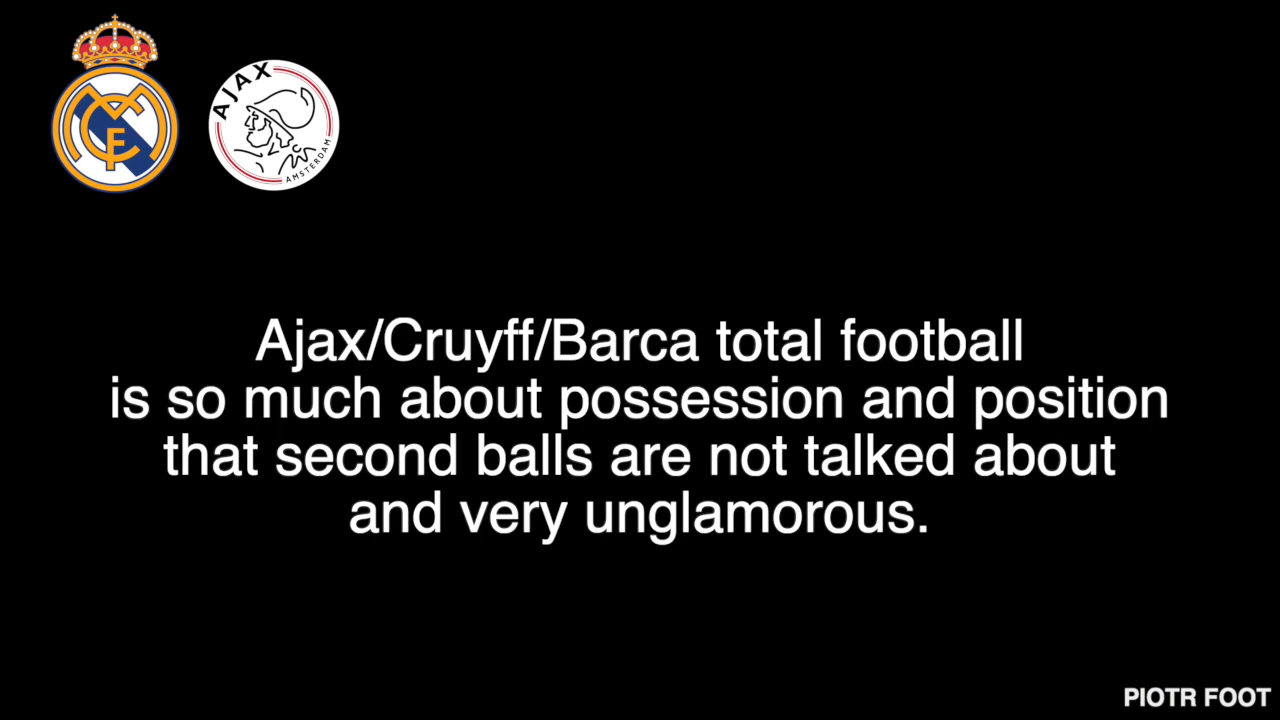 AJAX
AMSTERDAM
Ajax/Cruyff/Barca total football
is so much about possession and position
that second balls are not talked about
and very unglamorous.
PIOTR FOOT